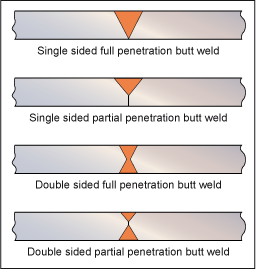 Single sided full penetration butt weld
Single sided partial penetration butt weld
Double sided full penetration butt weld
Double sided partial penetration butt weld